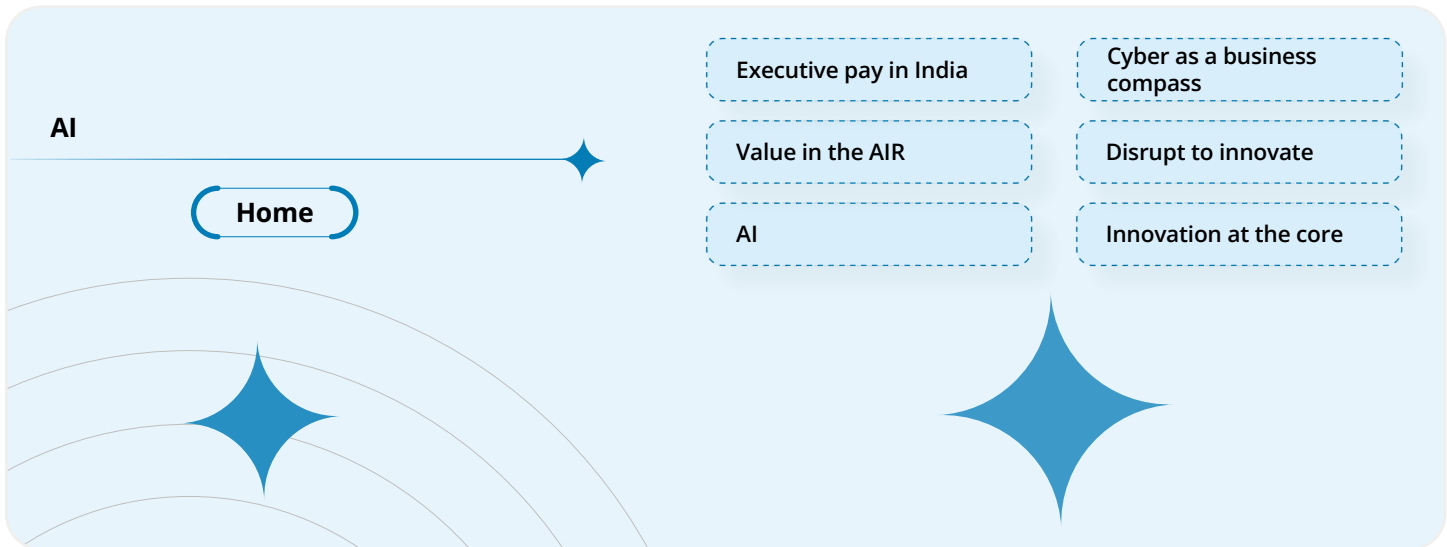 AI
Home
Executive pay in India
Cyber as a business
compass
Value in the AIR
Disrupt to innovate
AI
Innovation at the core